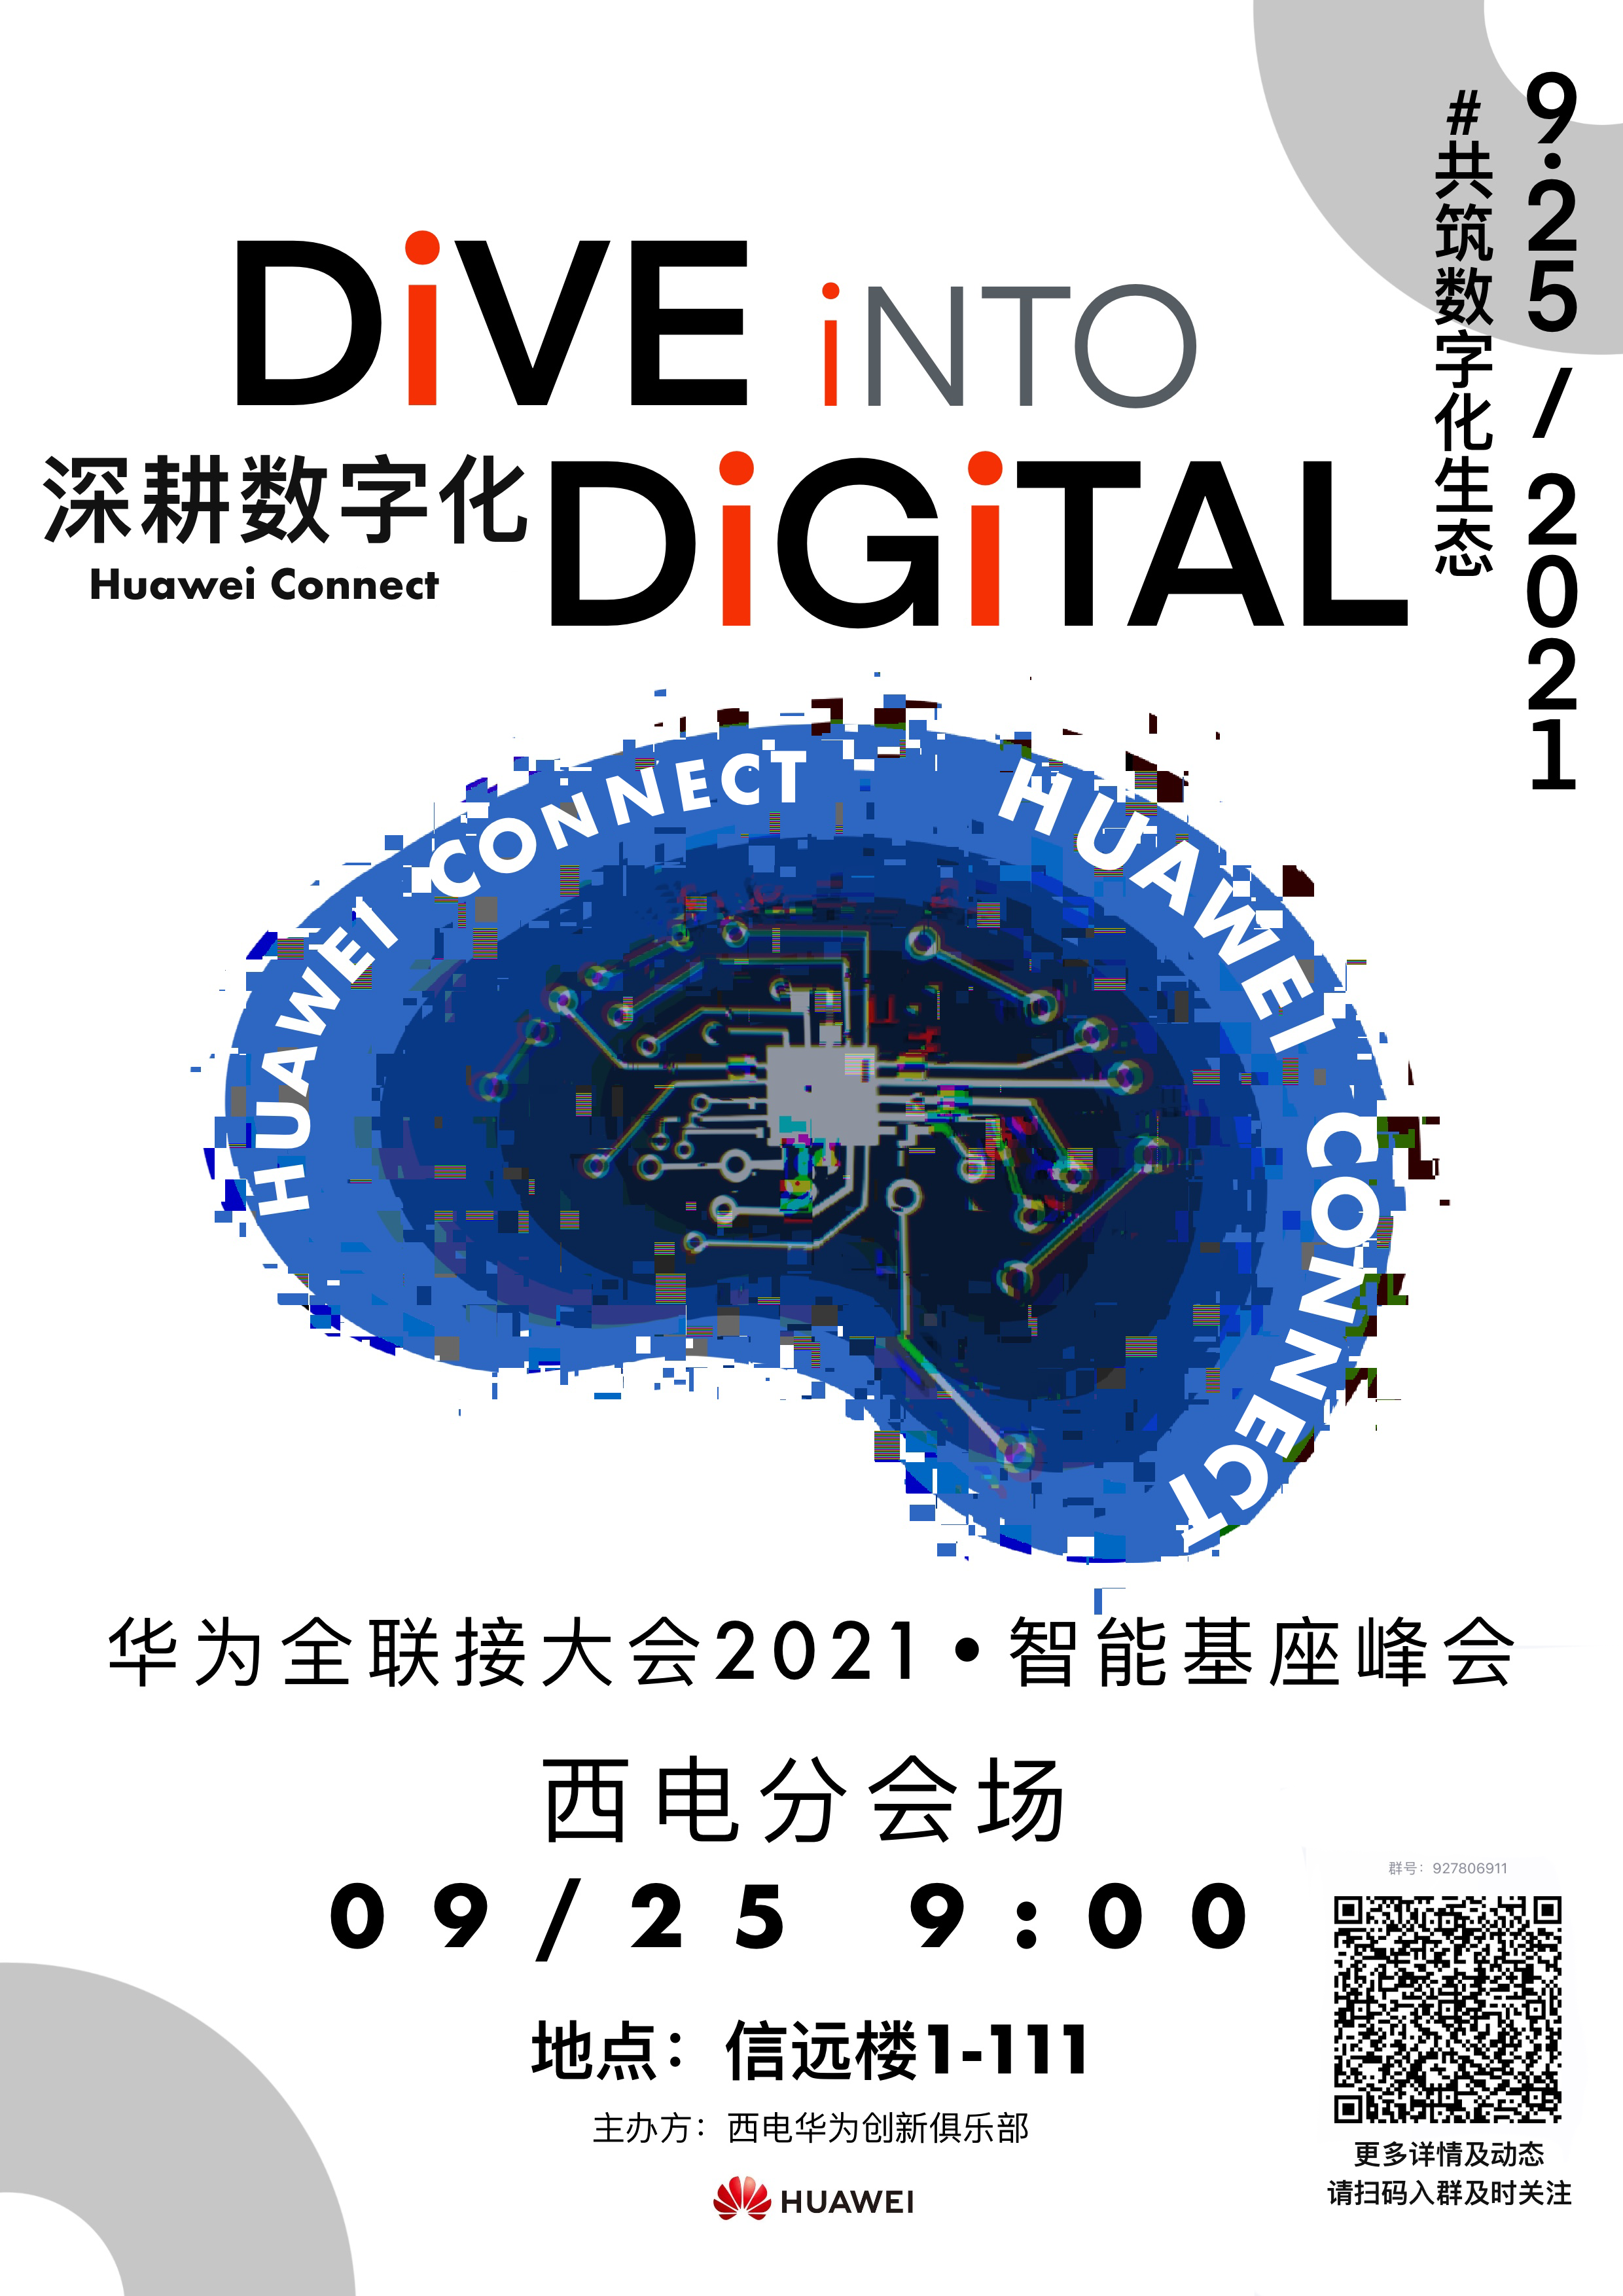 9·25 / 2021
#共筑数字化生态
DiVE iNTO
深耕数字化
DiGiTAL
Huawei Connect
HUAWEI CONNECT
HUAWEI CONNECT
华为全联接大会2021•智能基座峰会
西电分会场
09/25 9:00
地点：信远楼1-111
主办方：西电华为创新俱乐部
HUAWEI
群号：927806911
更多详情及动态
请扫码入群及时关注